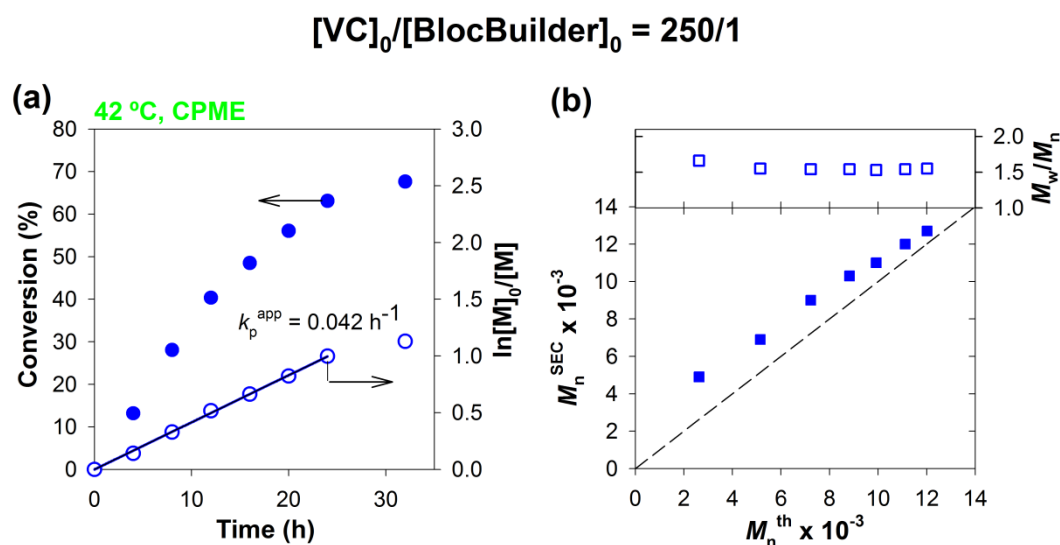 [VC]₀/[BlocBuilder]₀ = 250/1
(a)
42 ºC, CPME
80
70
60
50
40
30
20
10
0
Conversion (%)
3.0
2.5
2.0
1.5
1.0
0.5
0.0
ln[M]₀/[M]
kₚᵃᵖᵖ = 0.042 h⁻¹
0 10 20 30
Time (h)
(b)
2.0
1.5
1.0
Mw/Mn
14
12
10
8
6
4
2
0
Mₙ^SEC x 10⁻³
0 2 4 6 8 10 12 14
Mₙ^th x 10⁻³